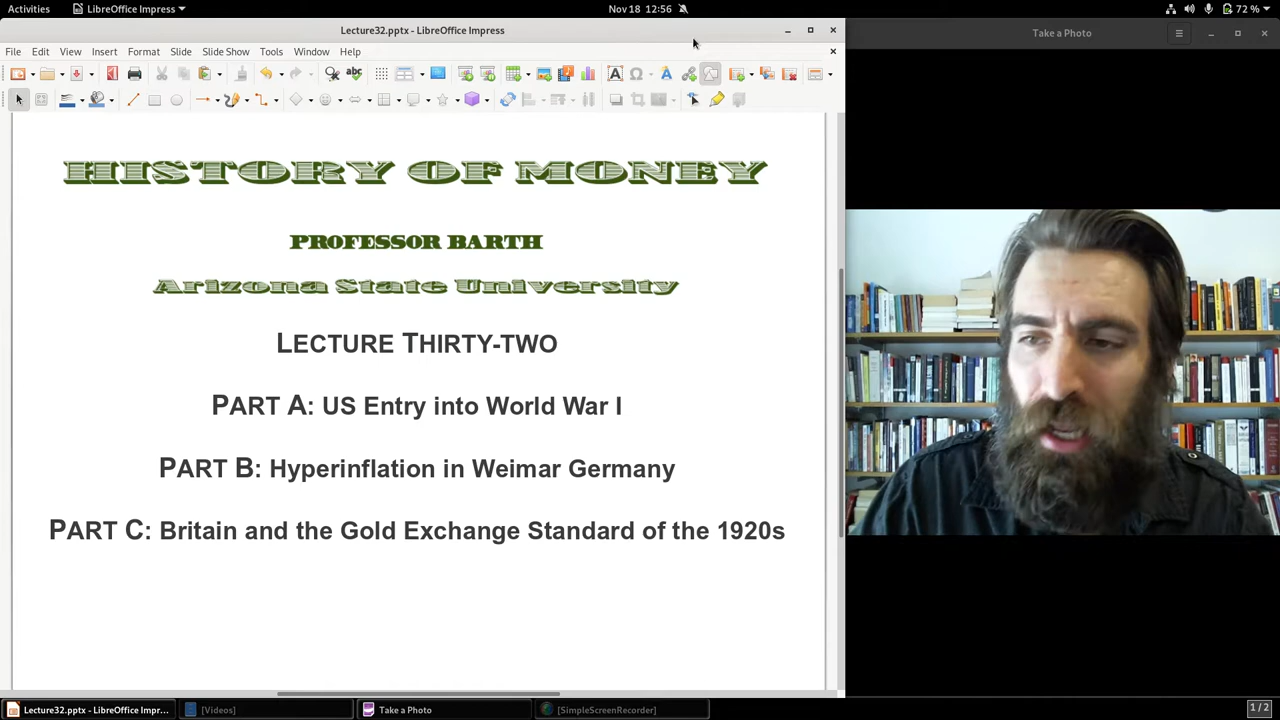 Activities LibreOffice Impress Nov 18 12:56 72 %
Lecture32.pptx - LibreOffice Impress
Take a Photo
File Edit View Insert Format Slide Slide Show Tools Window Help
HISTORY OF MONEY
PROFESSOR BARTH
Arizona State University
LECTURE THIRTY-TWO
PART A: US Entry into World War I
PART B: Hyperinflation in Weimar Germany
PART C: Britain and the Gold Exchange Standard of the 1920s
Lecture32.pptx - LibreOffice Impr... [Videos] Take a Photo [SimpleScreenRecorder] 1/2